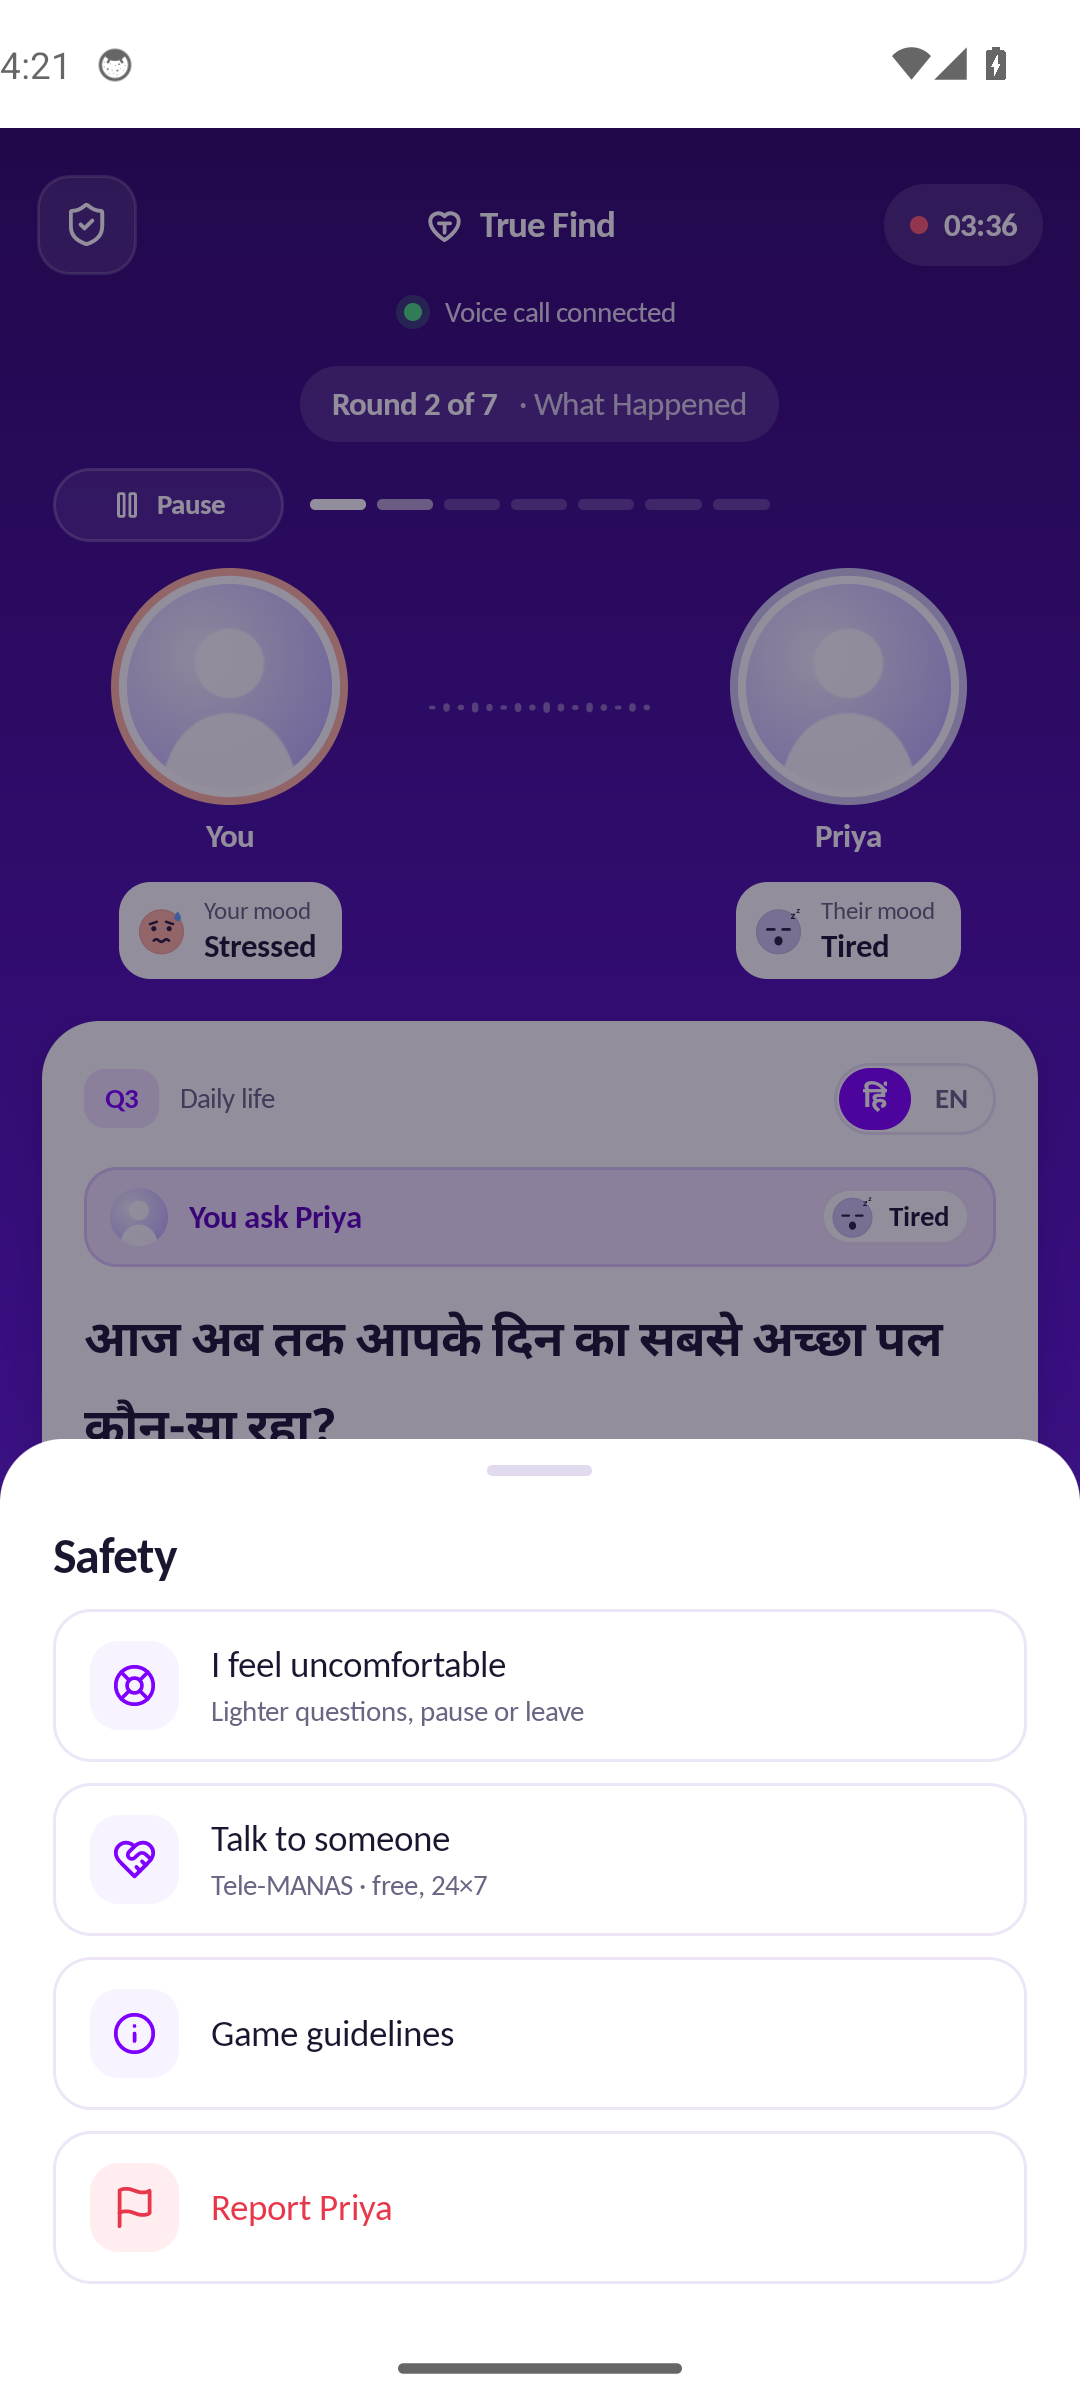 4:21
True Find
03:36
Voice call connected
Round 2 of 7 · What Happened
Pause
You
Priya
Your mood
Stressed
Their mood
Tired
Q3
Daily life
हिं
EN
You ask Priya
Tired
आज अब तक आपके दिन का सबसे अच्छा पल
कौन-सा रहा?
Safety
I feel uncomfortable
Lighter questions, pause or leave
Talk to someone
Tele-MANAS · free, 24×7
Game guidelines
Report Priya